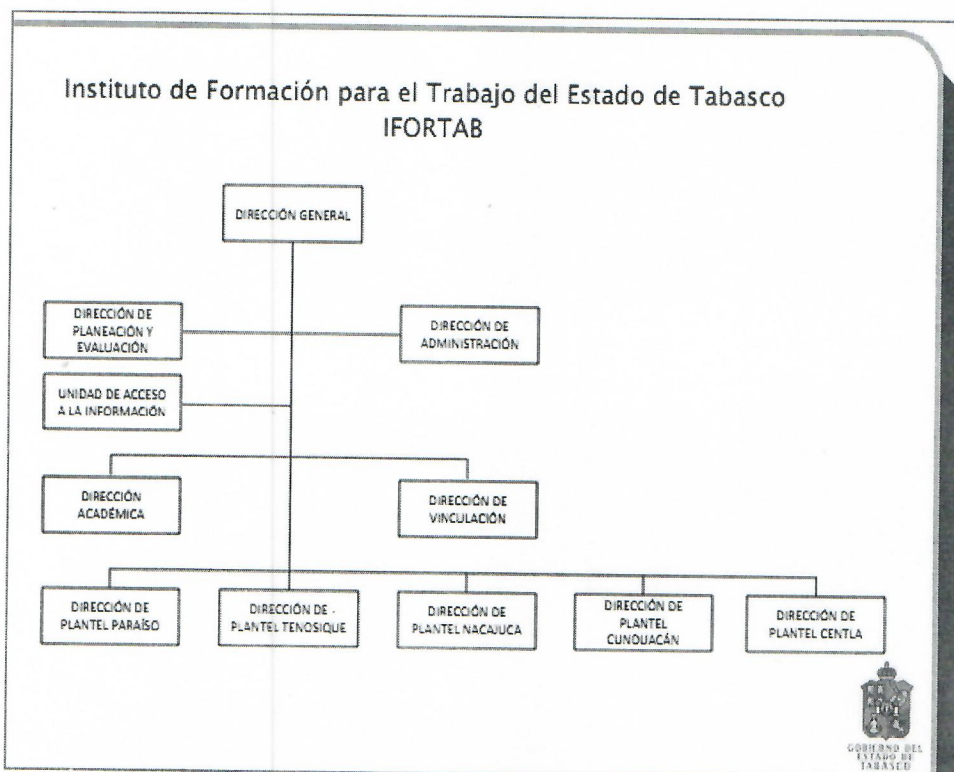 Instituto de Formación para el Trabajo del Estado de Tabasco
IFORTAB
DIRECCIÓN GENERAL
DIRECCIÓN DE
PLANEACIÓN Y
EVALUACIÓN
DIRECCIÓN DE
ADMINISTRACIÓN
UNIDAD DE ACCESO
A LA INFORMACIÓN
DIRECCIÓN
ACADÉMICA
DIRECCIÓN DE
VINCULACIÓN
DIRECCIÓN DE
PLANTEL PARAÍSO
DIRECCIÓN DE -
PLANTEL TENOSIQUE
DIRECCIÓN DE
PLANTEL NACAJUCA
DIRECCIÓN DE
PLANTEL
CUNDUACÁN
DIRECCIÓN DE
PLANTEL CENTLA
GOBIERNO DEL
ESTADO DE
TABASCO